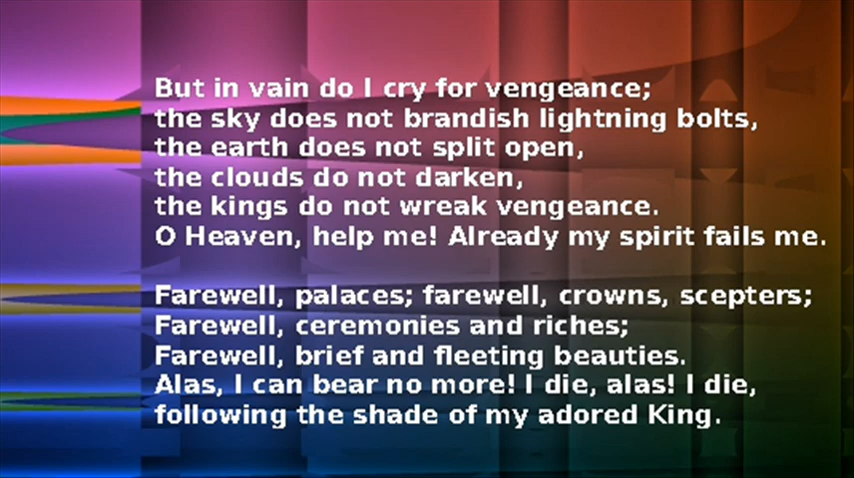 But in vain do I cry for vengeance;
the sky does not brandish lightning bolts,
the earth does not split open,
the clouds do not darken,
the kings do not wreak vengeance.
O Heaven, help me! Already my spirit fails me.
Farewell, palaces; farewell, crowns, scepters;
Farewell, ceremonies and riches;
Farewell, brief and fleeting beauties.
Alas, I can bear no more! I die, alas! I die,
following the shade of my adored King.